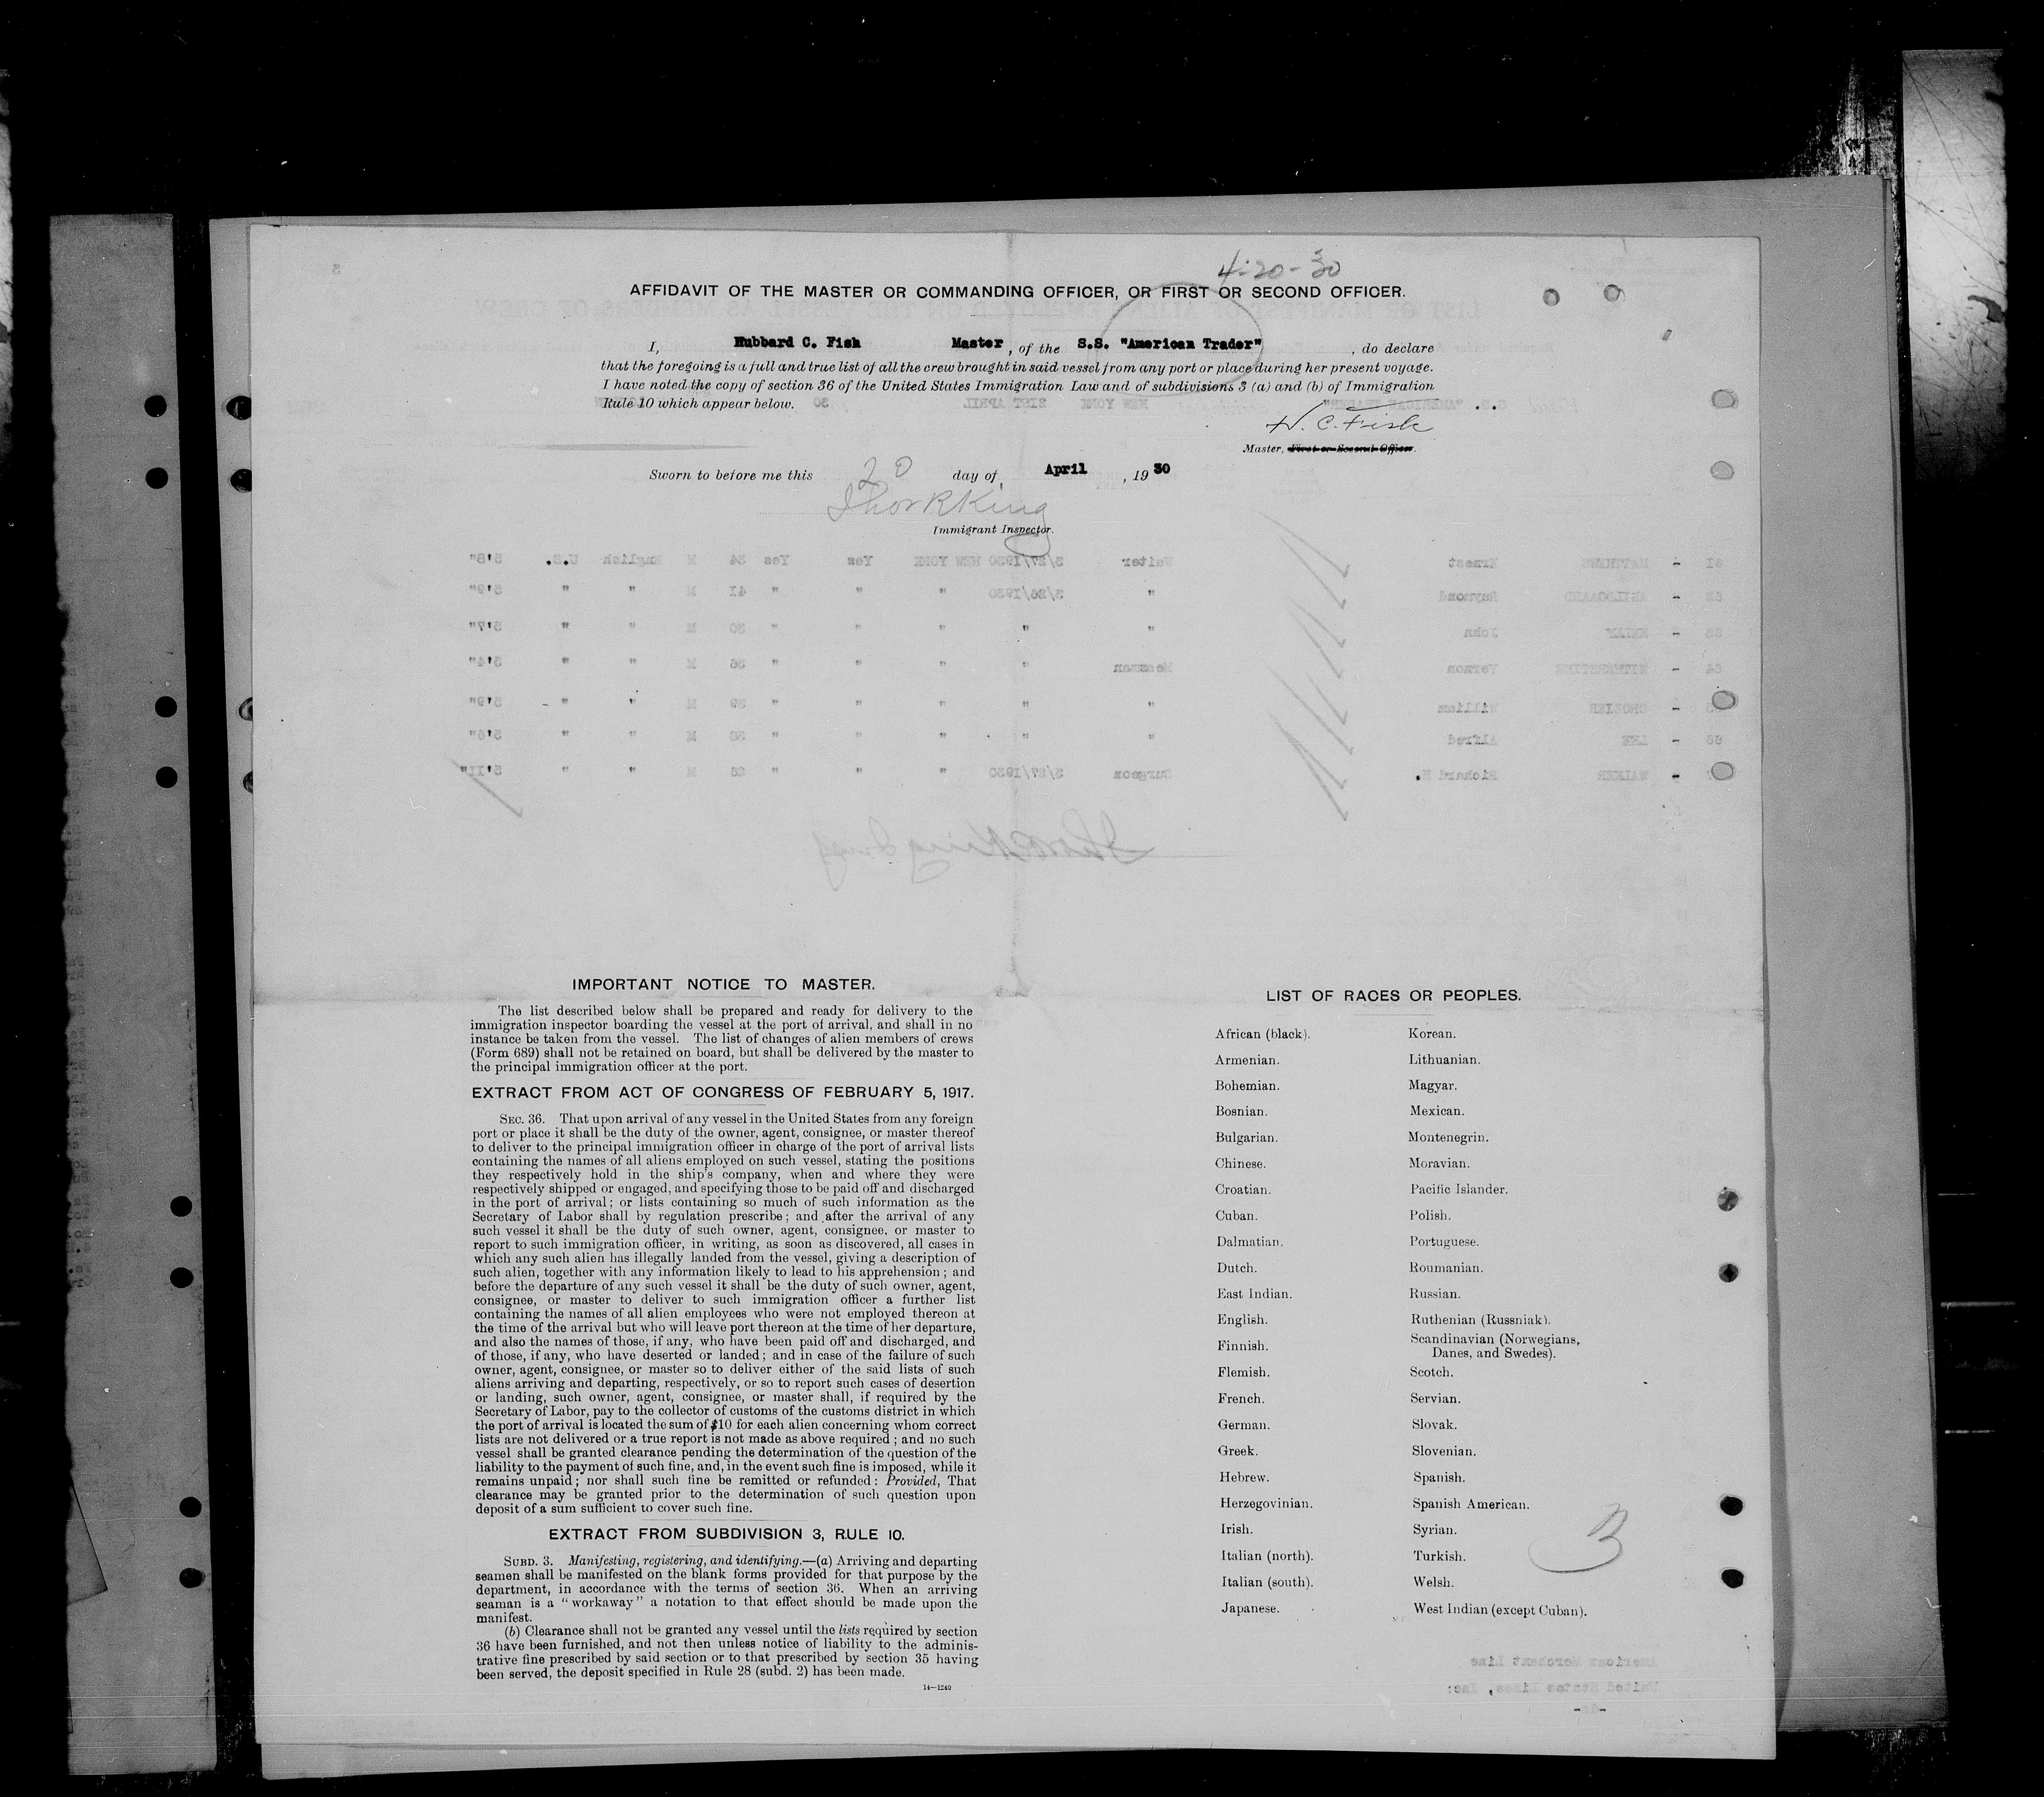 4-20-30
AFFIDAVIT OF THE MASTER OR COMMANDING OFFICER, OR FIRST OR SECOND OFFICER.
I, Hubbard C. Fish Master, of the S.S. "American Trader", do declare
that the foregoing is a full and true list of all the crew brought in said vessel from any port or place during her present voyage.
I have noted the copy of section 36 of the United States Immigration Law and of subdivisions 3 (a) and (b) of Immigration
Rule 10 which appear below.
H. C. Fish
Master, First or Second Officer.
Sworn to before me this 20 day of April, 1930
Thor R King
Immigrant Inspector.
IMPORTANT NOTICE TO MASTER.
The list described below shall be prepared and ready for delivery to the
immigration inspector boarding the vessel at the port of arrival, and shall in no
instance be taken from the vessel. The list of changes of alien members of crews
(Form 689) shall not be retained on board, but shall be delivered by the master to
the principal immigration officer at the port.
EXTRACT FROM ACT OF CONGRESS OF FEBRUARY 5, 1917.
SEC. 36. That upon arrival of any vessel in the United States from any foreign
port or place it shall be the duty of the owner, agent, consignee, or master thereof
to deliver to the principal immigration officer in charge of the port of arrival lists
containing the names of all aliens employed on such vessel, stating the positions
they respectively hold in the ship's company, when and where they were
respectively shipped or engaged, and specifying those to be paid off and discharged
in the port of arrival; or lists containing so much of such information as the
Secretary of Labor shall by regulation prescribe; and after the arrival of any
such vessel it shall be the duty of such owner, agent, consignee, or master to
report to such immigration officer, in writing, as soon as discovered, all cases in
which any such alien has illegally landed from the vessel, giving a description of
such alien, together with any information likely to lead to his apprehension; and
before the departure of any such vessel it shall be the duty of such owner, agent,
consignee, or master to deliver to such immigration officer a further list
containing the names of all alien employees who were not employed thereon at
the time of the arrival but who will leave port thereon at the time of her departure,
and also the names of those, if any, who have been paid off and discharged, and
of those, if any, who have deserted or landed; and in case of the failure of such
owner, agent, consignee, or master so to deliver either of the said lists of such
aliens arriving and departing, respectively, or so to report such cases of desertion
or landing, such owner, agent, consignee, or master shall, if required by the
Secretary of Labor, pay to the collector of customs of the customs district in which
the port of arrival is located the sum of $10 for each alien concerning whom correct
lists are not delivered or a true report is not made as above required; and no such
vessel shall be granted clearance pending the determination of the question of the
liability to the payment of such fine, and, in the event such fine is imposed, while it
remains unpaid; nor shall such fine be remitted or refunded: Provided, That
clearance may be granted prior to the determination of such question upon
deposit of a sum sufficient to cover such fine.
EXTRACT FROM SUBDIVISION 3, RULE 10.
SUBD. 3. Manifesting, registering, and identifying.—(a) Arriving and departing
seamen shall be manifested on the blank forms provided for that purpose by the
department, in accordance with the terms of section 36. When an arriving
seaman is a "workaway" a notation to that effect should be made upon the
manifest.
(b) Clearance shall not be granted any vessel until the lists required by section
36 have been furnished, and not then unless notice of liability to the adminis-
trative fine prescribed by said section or to that prescribed by section 35 having
been served, the deposit specified in Rule 28 (subd. 2) has been made.
14—1240
LIST OF RACES OR PEOPLES.
African (black).
Armenian.
Bohemian.
Bosnian.
Bulgarian.
Chinese.
Croatian.
Cuban.
Dalmatian.
Dutch.
East Indian.
English.
Finnish.
Flemish.
French.
German.
Greek.
Hebrew.
Herzegovinian.
Irish.
Italian (north).
Italian (south).
Japanese.
Korean.
Lithuanian.
Magyar.
Mexican.
Montenegrin.
Moravian.
Pacific Islander.
Polish.
Portuguese.
Roumanian.
Russian.
Ruthenian (Russniak).
Scandinavian (Norwegians,
Danes, and Swedes).
Scotch.
Servian.
Slovak.
Slovenian.
Spanish.
Spanish American.
Syrian.
Turkish.
Welsh.
West Indian (except Cuban).
3